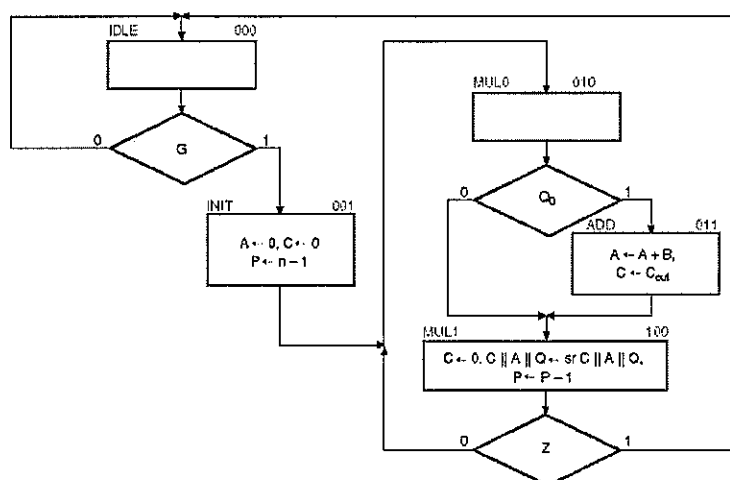 IDLE 000
G
0 1
INIT 001
A ← 0, C ← 0
P ← n – 1
MUL0 010
Q₀
0 1
ADD 011
A ← A + B,
C ← Cout
MUL1 100
C ← 0, C || A || Q ← sr C || A || Q,
P ← P – 1
Z
0 1